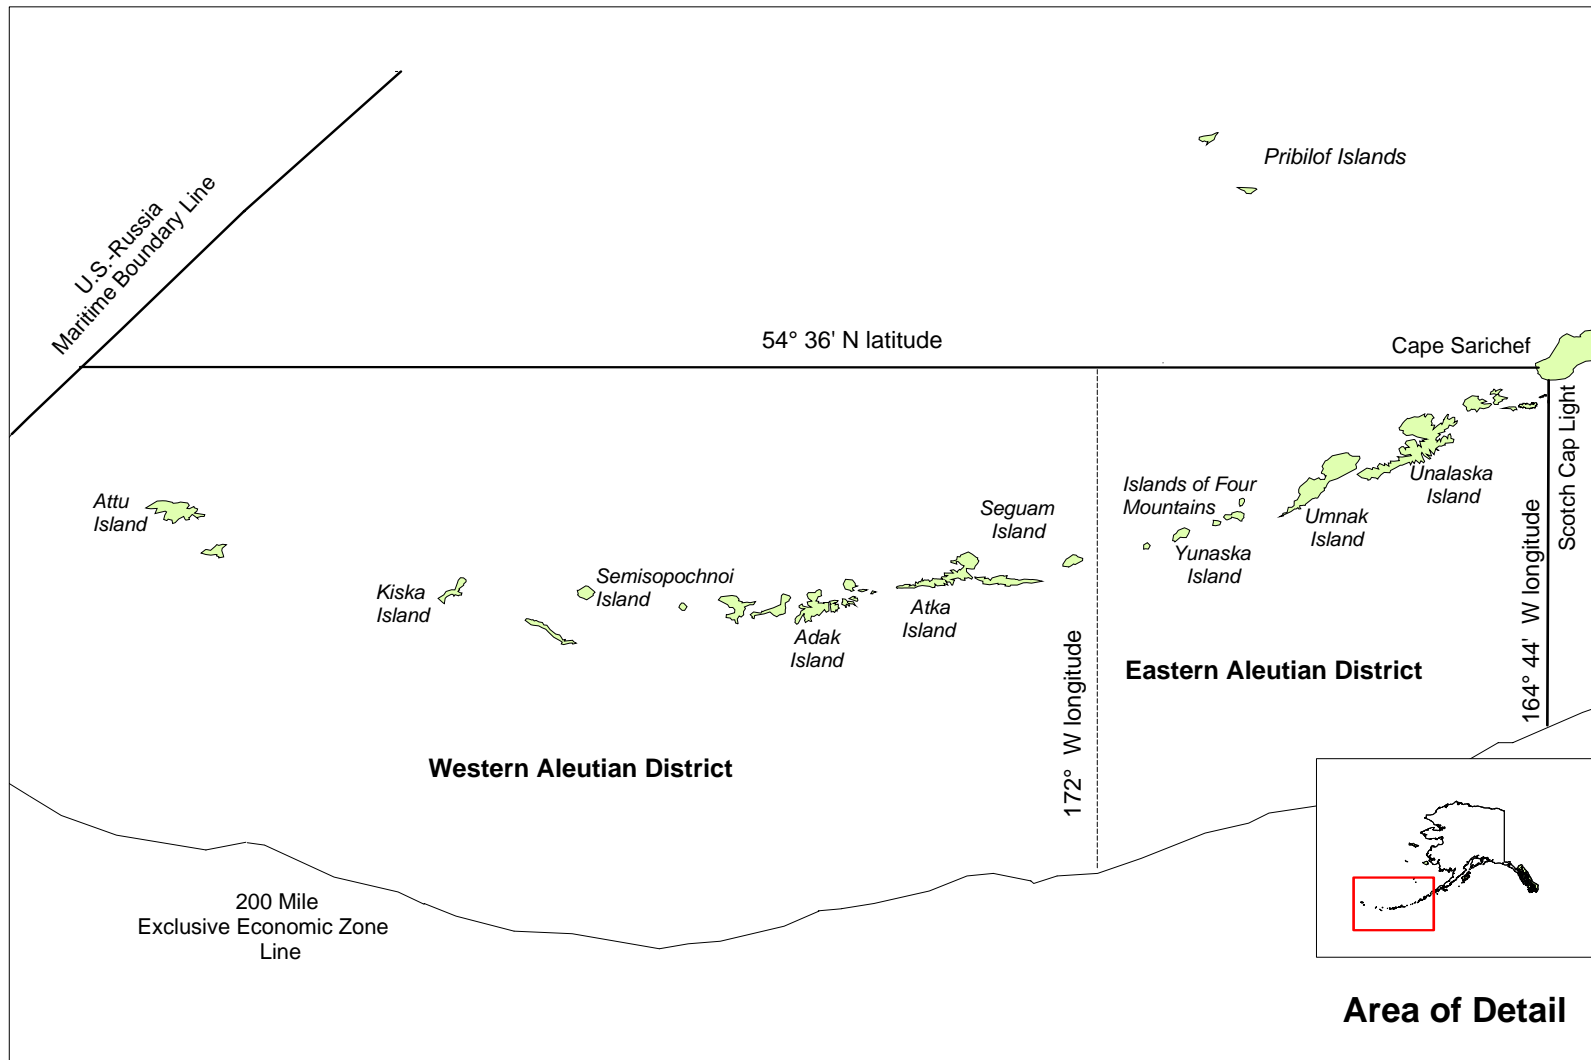 Pribilof Islands
U.S.-Russia
Maritime Boundary Line
54° 36' N latitude
Cape Sarichef
Scotch Cap Light
Attu
Island
Kiska
Island
Semisopochnoi
Island
Adak
Island
Atka
Island
Seguam
Island
Islands of Four
Mountains
Yunaska
Island
Umnak
Island
Unalaska
Island
172° W longitude
164° 44' W longitude
Eastern Aleutian District
Western Aleutian District
200 Mile
Exclusive Economic Zone
Line
Area of Detail